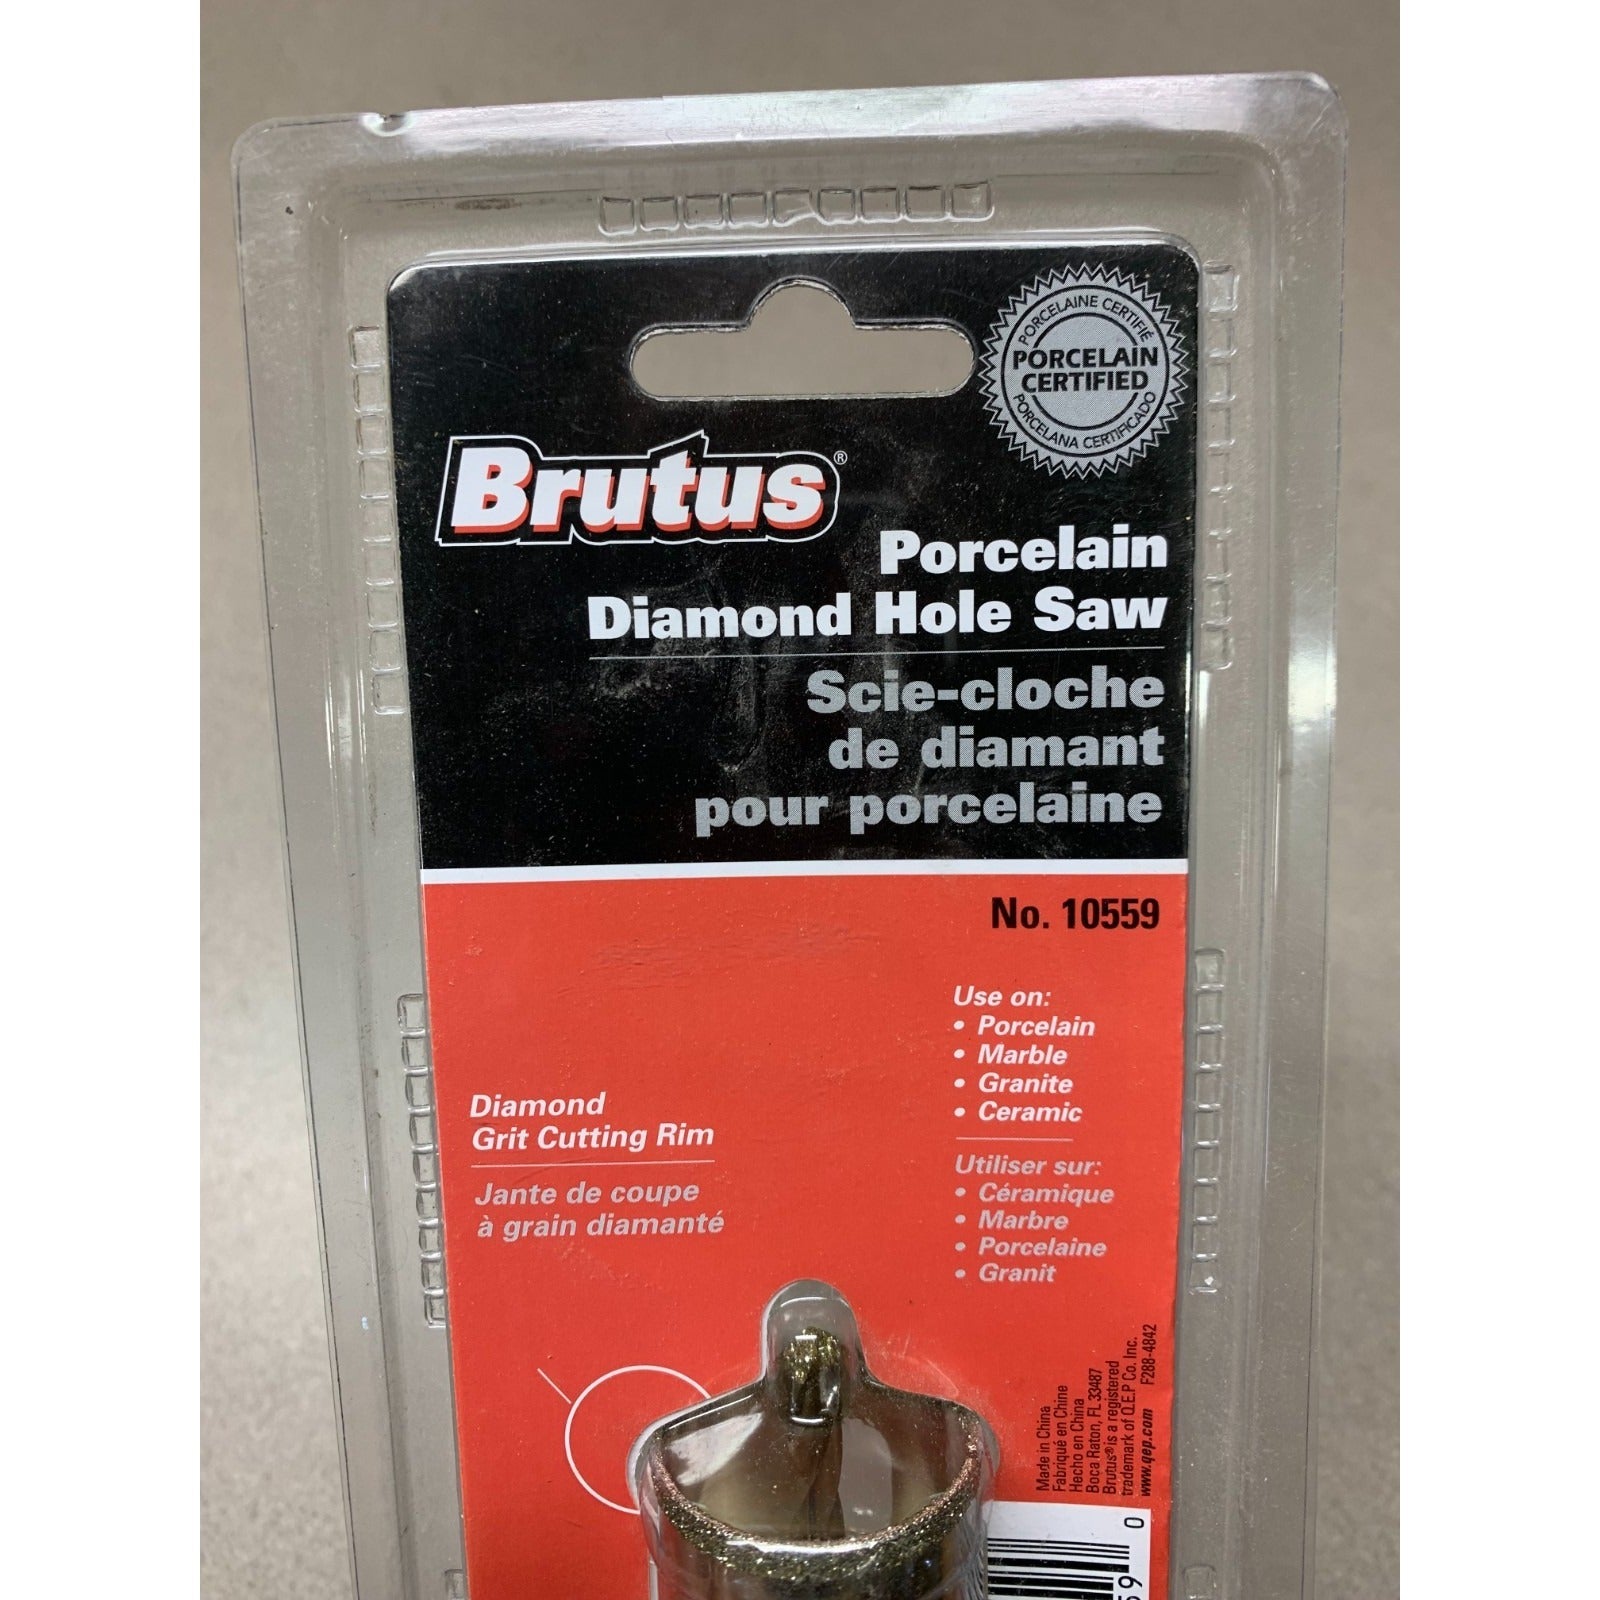 PORCELAINE CERTIFIÉ
PORCELAIN
CERTIFIED
PORCELANA CERTIFICADO
Brutus®
Porcelain
Diamond Hole Saw
Scie-cloche
de diamant
pour porcelaine
No. 10559
Use on:
• Porcelain
• Marble
• Granite
• Ceramic
Utiliser sur:
• Céramique
• Marbre
• Porcelaine
• Granit
Diamond
Grit Cutting Rim
Jante de coupe
à grain diamanté
Made in China
Fabriqué en Chine
Hecho en China
Boca Raton, FL 33487
Brutus® is a registered
trademark of Q.E.P Co. Inc.
www.qep.com F288-4842
59 0